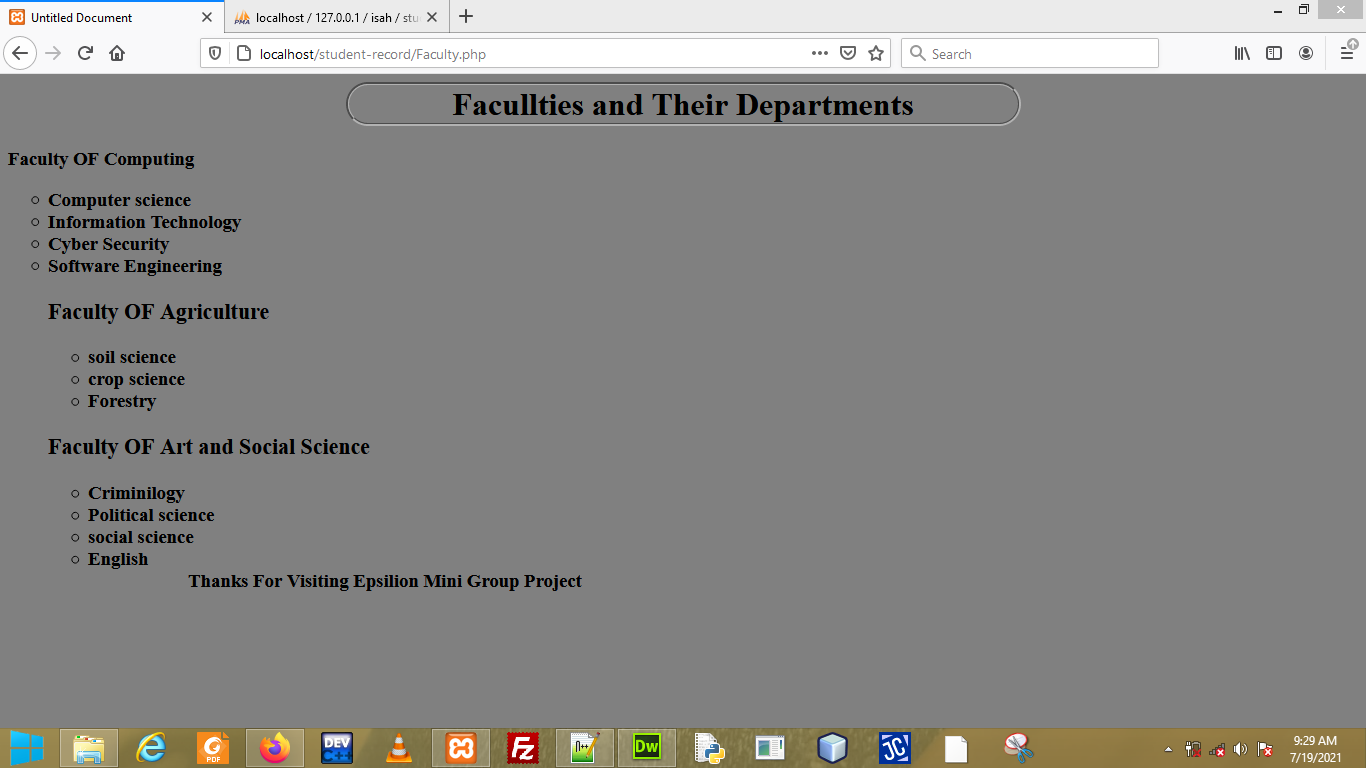 Untitled Document
localhost / 127.0.0.1 / isah / stu
localhost/student-record/Faculty.php
Search
Facullties and Their Departments
Faculty OF Computing
Computer science
Information Technology
Cyber Security
Software Engineering
Faculty OF Agriculture
soil science
crop science
Forestry
Faculty OF Art and Social Science
Criminilogy
Political science
social science
English
Thanks For Visiting Epsilion Mini Group Project
PDF
DEV
C++
Fz
n++
Dw
JC
9:29 AM
7/19/2021